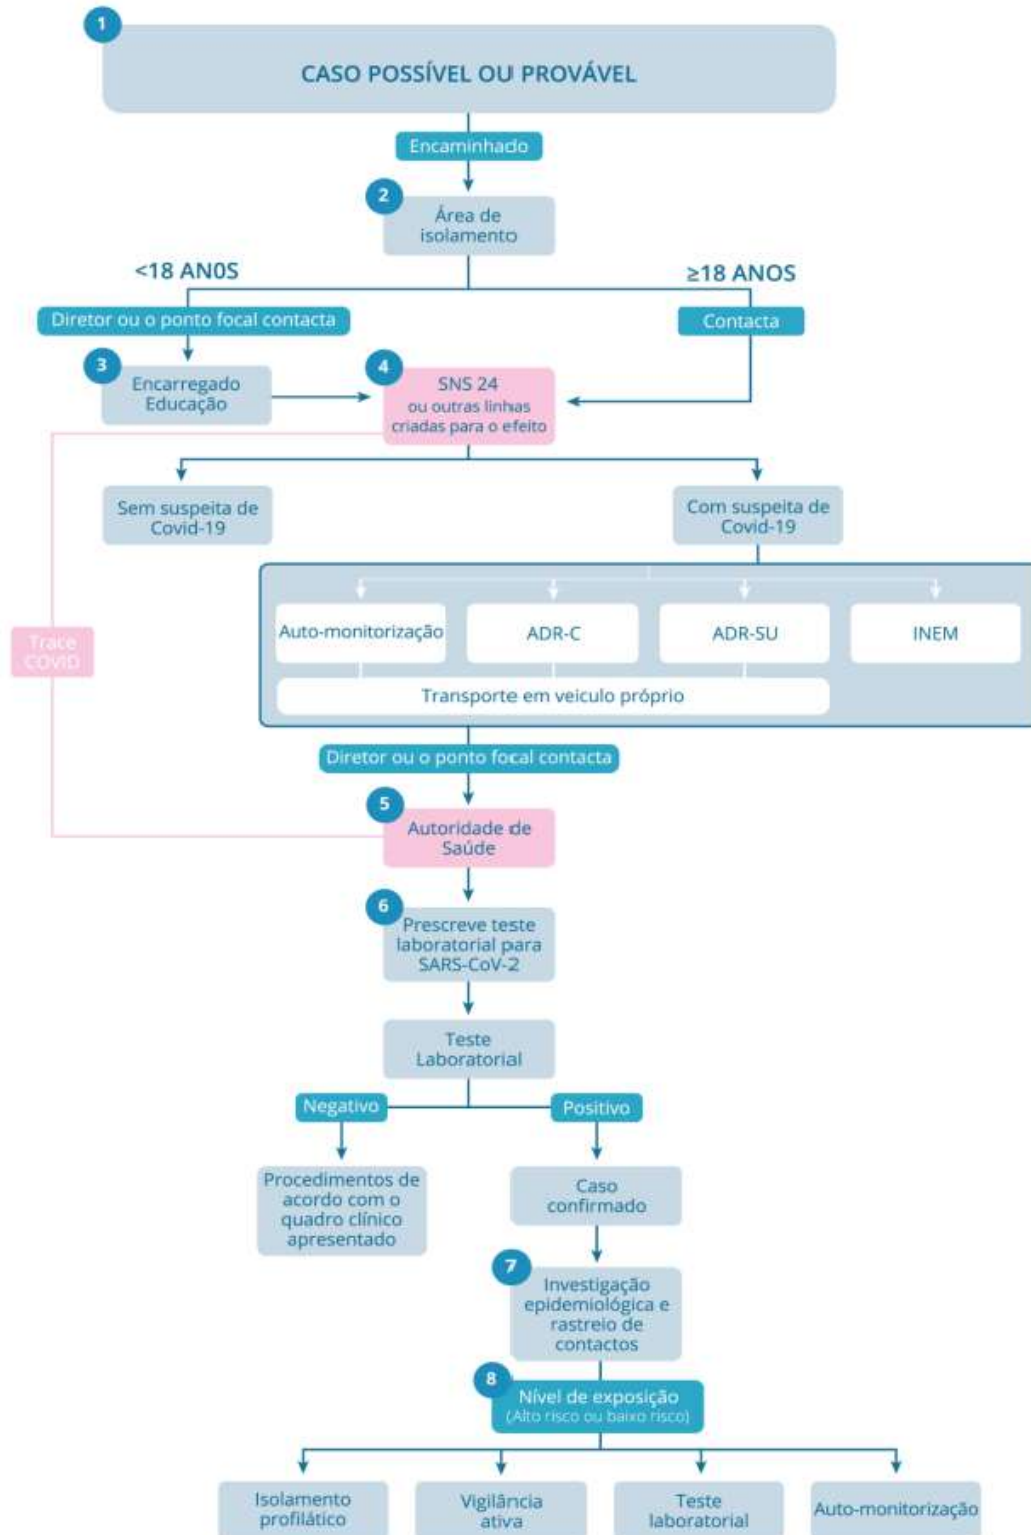 1
CASO POSSÍVEL OU PROVÁVEL
Encaminhado
2
Área de
isolamento
<18 AN0S
≥18 ANOS
Diretor ou o ponto focal contacta
Contacta
3
Encarregado
Educação
4
SNS 24
ou outras linhas
criadas para o efeito
Sem suspeita de
Covid-19
Com suspeita de
Covid-19
Trace
COVID
Auto-monitorização
ADR-C
ADR-SU
INEM
Transporte em veiculo próprio
Diretor ou o ponto focal contacta
5
Autoridade de
Saúde
6
Prescreve teste
laboratorial para
SARS-CoV-2
Teste
Laboratorial
Negativo
Positivo
Procedimentos de
acordo com o
quadro clínico
apresentado
Caso
confirmado
7
Investigação
epidemiológica e
rastreio de
contactos
8
Nível de exposição
(Alto risco ou baixo risco)
Isolamento
profilático
Vigilância
ativa
Teste
laboratorial
Auto-monitorização